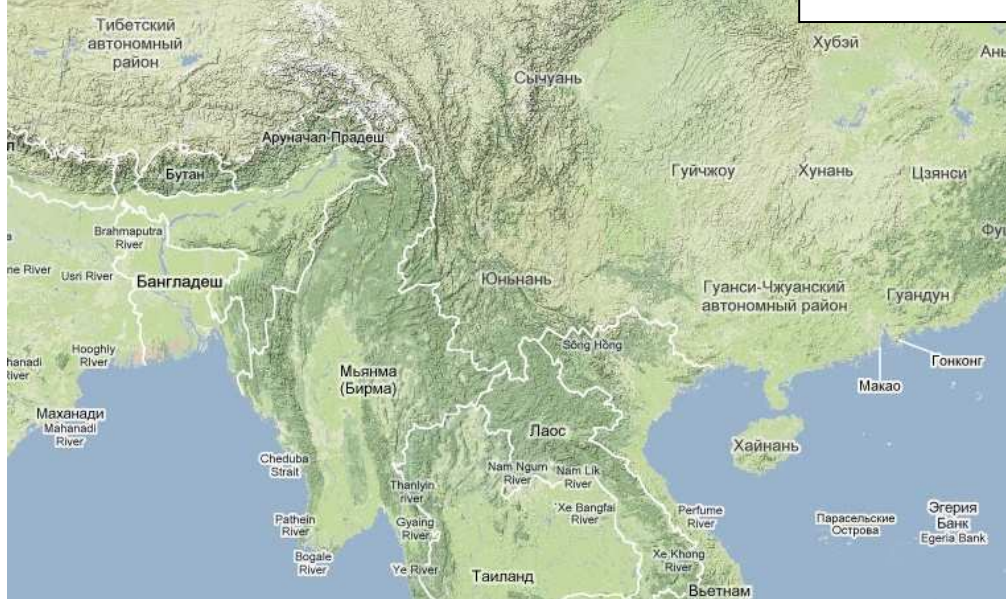 Тибетский
автономный
район
Хубэй
Сычуань
Аруначал-Прадеш
Бутан
Гуйчжоу
Хунань
Цзянси
Brahmaputra
River
Usri River
Бангладеш
Юньнань
Гуанси-Чжуанский
автономный район
Гуандун
Hooghly
River
Sông Hồng
Мьянма
(Бирма)
Гонконг
Макао
Маханади
Mahanadi
River
Лаос
Хайнань
Cheduba
Strait
Nam Ngum
River
Nam Lik
River
Thanlyin
river
Xe Bangfai
River
Pathein
River
Gyaing
River
Perfume
River
Парасельские
Острова
Эгерия
Банк
Egeria Bank
Bogale
River
Ye River
Таиланд
Xe Khong
River
Вьетнам